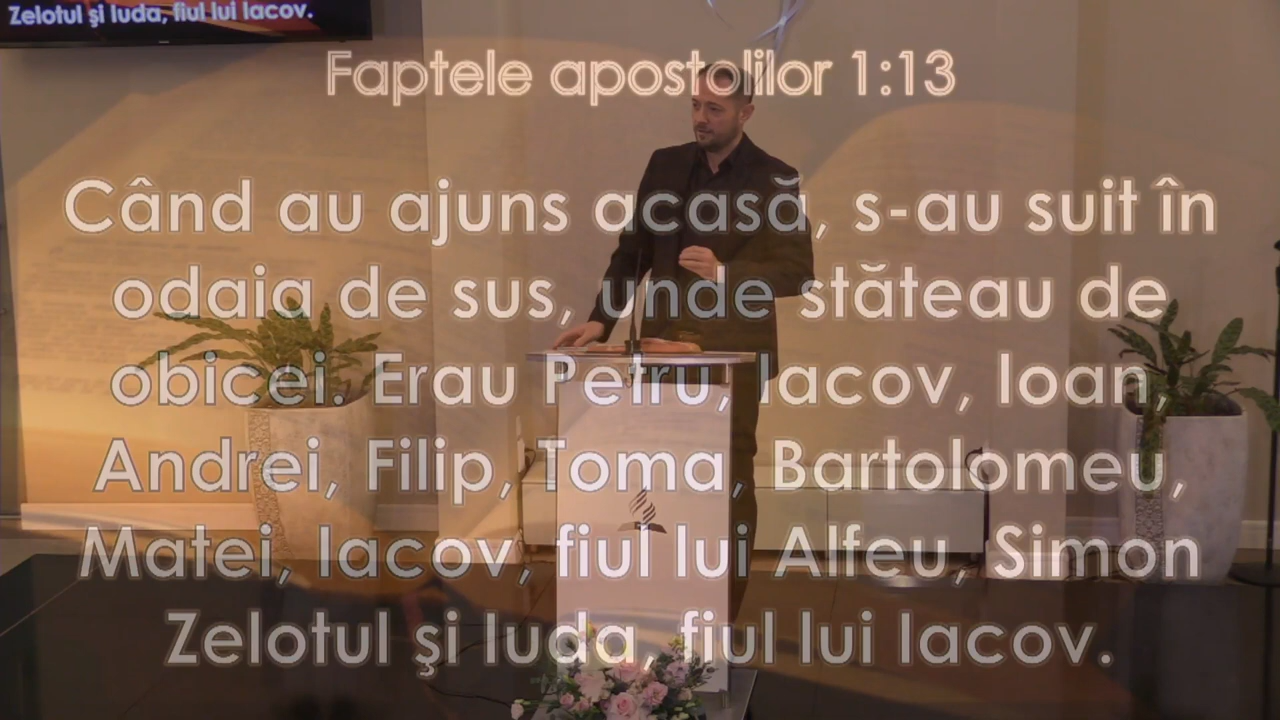 Zelotul şi Iuda, fiul lui Iacov.
Faptele apostolilor 1:13
Când au ajuns acasă, s-au suit în
odaia de sus, unde stăteau de
obicei. Erau Petru, Iacov, Ioan,
Andrei, Filip, Toma, Bartolomeu,
Matei, Iacov, fiul lui Alfeu, Simon
Zelotul şi Iuda, fiul lui Iacov.